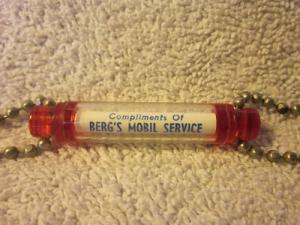 Compliments Of
BERG'S MOBIL SERVICE